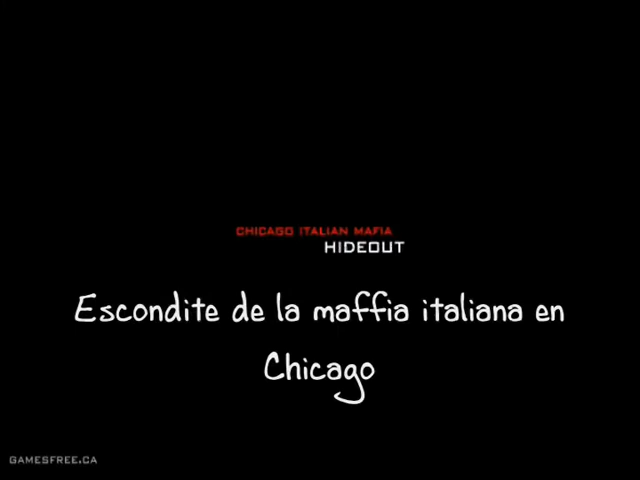 CHICAGO ITALIAN MAFIA
HIDEOUT
Escondite de la maffia italiana en
Chicago
GAMESFREE.CA